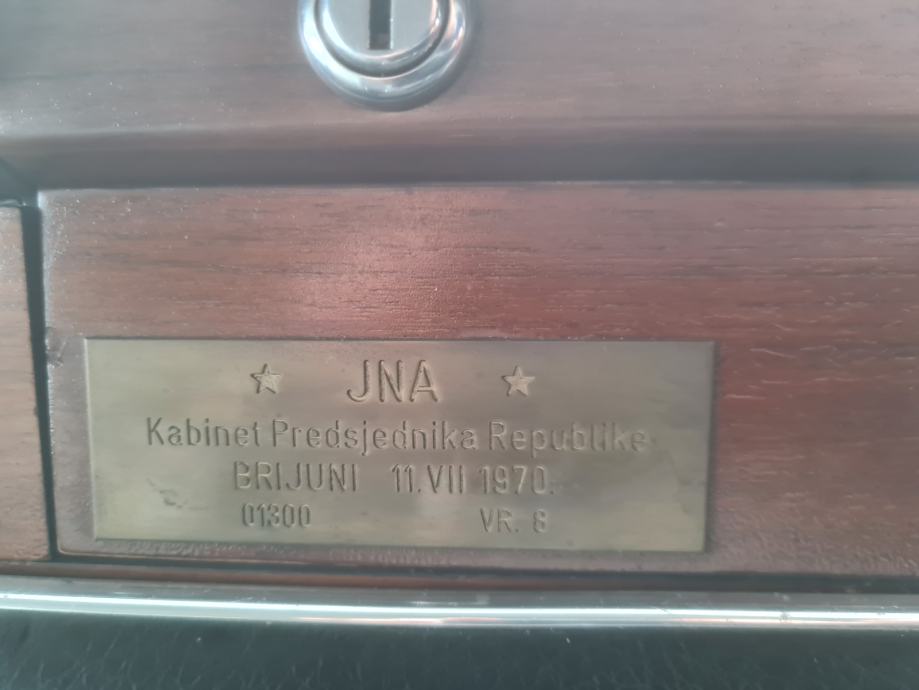 ★ JNA ★
Kabinet Predsjednika Republike
BRIJUNI 11.VII 1970.
01300 VR. 8